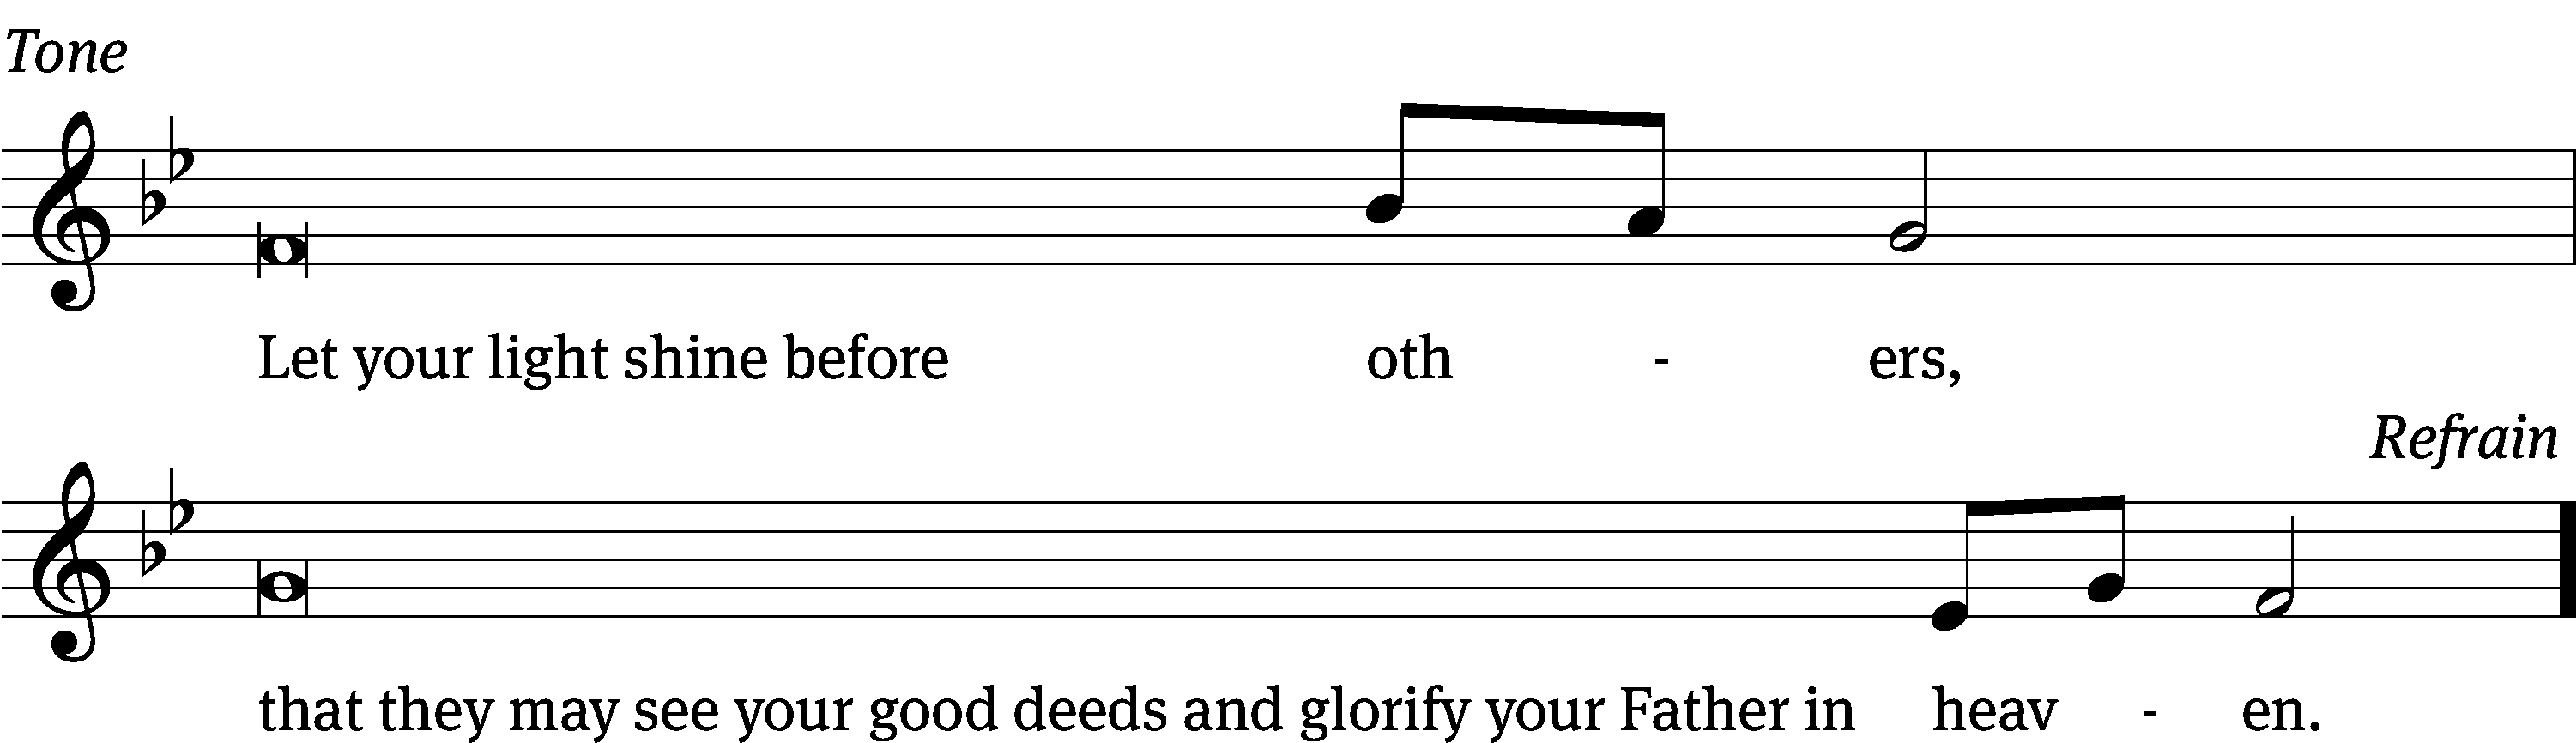 Tone
Let your light shine before oth - ers,
Refrain
that they may see your good deeds and glorify your Father in heav - en.